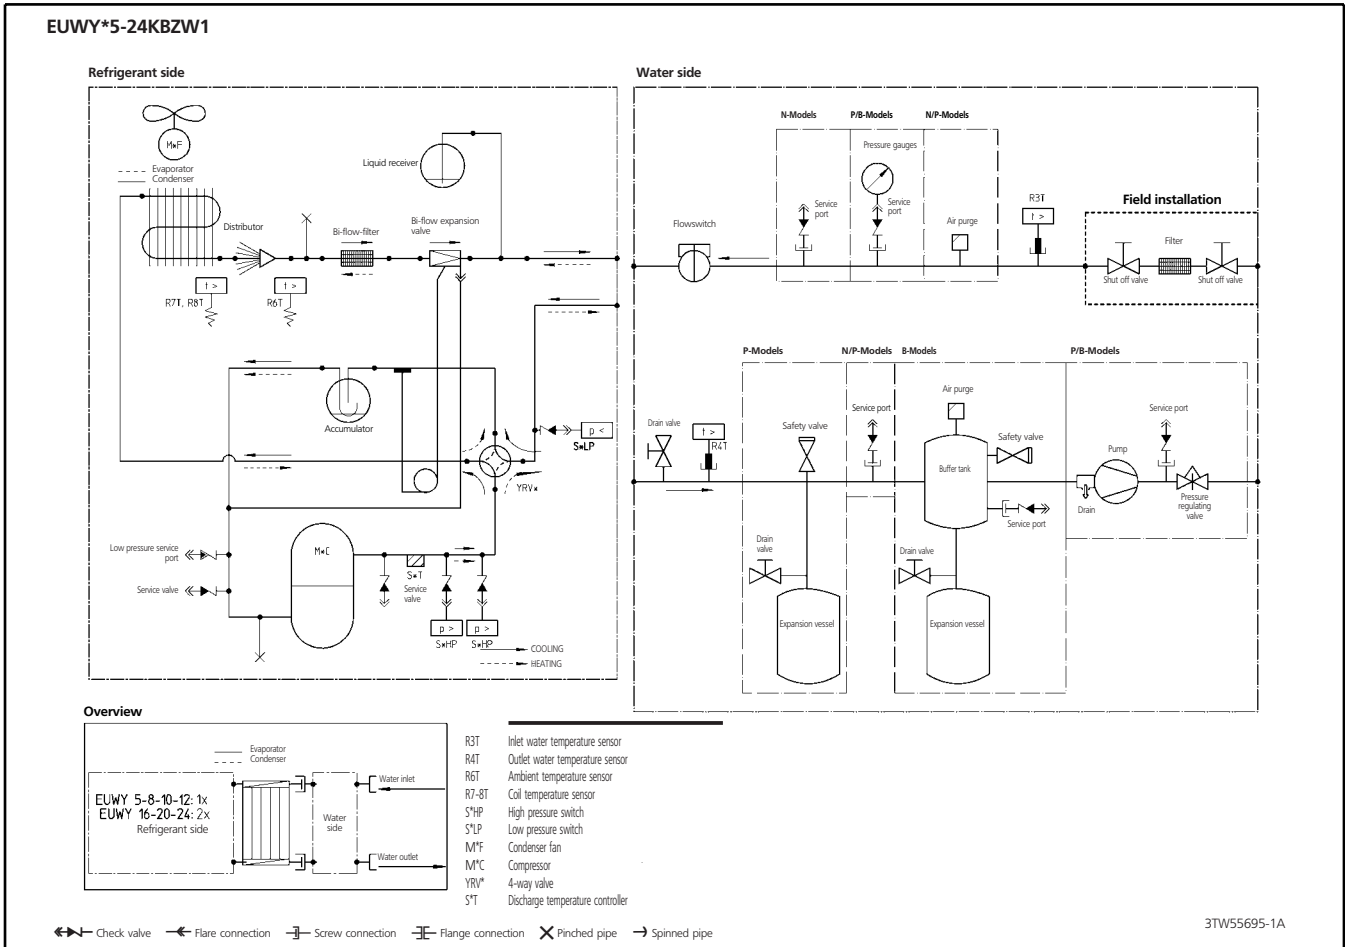 EUWY*5-24KBZW1
Refrigerant side
M*F
Evaporator
Condenser
Liquid receiver
Distributor
Bi-flow-filter
Bi-flow expansion
valve
t >
R7T, R8T
t >
R6T
Accumulator
p <
S*LP
YRV*
Low pressure service
port
Service valve
M*C
S*T
Service
valve
p >
S*HP
p >
S*HP
COOLING
HEATING
Water side
N-Models
P/B-Models
N/P-Models
Pressure gauges
Service
port
Service
port
Air purge
R3T
t >
Flowswitch
Field installation
Filter
Shut off valve
Shut off valve
P-Models
N/P-Models
B-Models
P/B-Models
Drain valve
t >
R4T
Safety valve
Service port
Air purge
Safety valve
Buffer tank
Service port
Service port
Pump
Drain
Pressure
regulating
valve
Drain
valve
Drain valve
Expansion vessel
Expansion vessel
Overview
Evaporator
Condenser
EUWY 5-8-10-12: 1x
EUWY 16-20-24: 2x
Refrigerant side
Water
side
Water inlet
Water outlet
R3T Inlet water temperature sensor
R4T Outlet water temperature sensor
R6T Ambient temperature sensor
R7-8T Coil temperature sensor
S*HP High pressure switch
S*LP Low pressure switch
M*F Condenser fan
M*C Compressor
YRV* 4-way valve
S*T Discharge temperature controller
Check valve Flare connection Screw connection Flange connection Pinched pipe Spinned pipe
3TW55695-1A